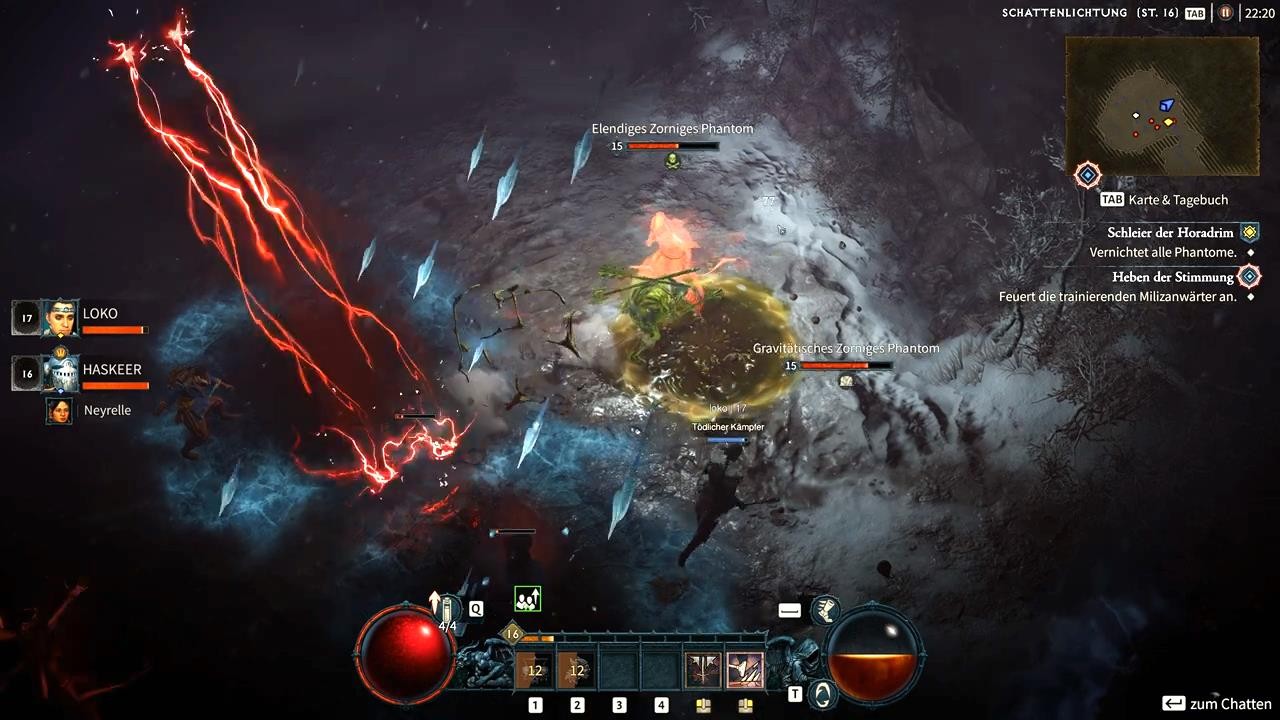 SCHATTENLICHTUNG (ST. 16) TAB 22:20
TAB Karte & Tagebuch
Schleier der Horadrim
Vernichtet alle Phantome.
Heben der Stimmung
Feuert die trainierenden Milizanwärter an.
Elendiges Zorniges Phantom
15
77
Gravitätisches Zorniges Phantom
15
loko | 17
Tödlicher Kämpfer
17 LOKO
16 HASKEER
Neyrelle
4/4
Q
16
12 12
1 2 3 4
T
zum Chatten